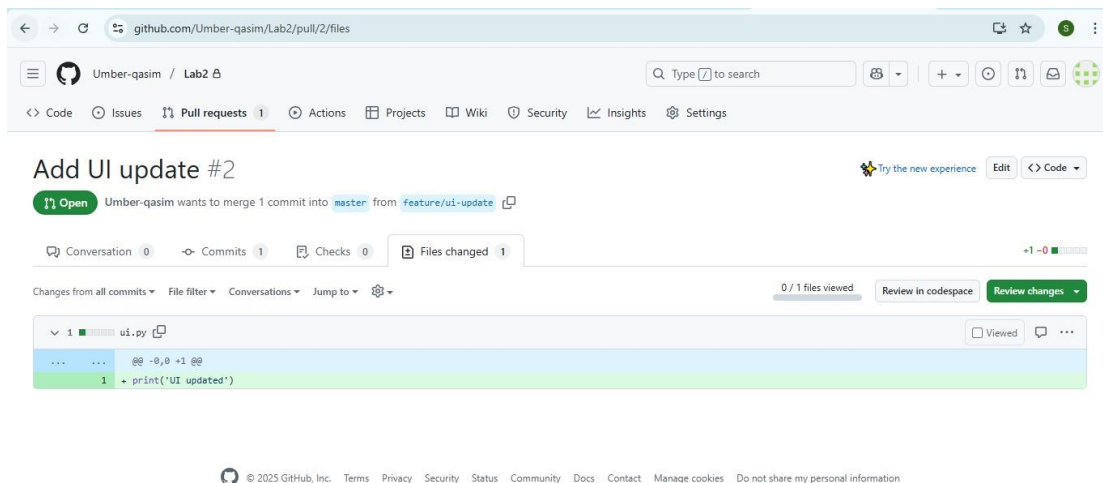 github.com/Umber-qasim/Lab2/pull/2/files
S
Umber-qasim / Lab2
Type / to search
<> Code Issues Pull requests 1 Actions Projects Wiki Security Insights Settings
Add UI update #2
Try the new experience Edit <> Code
Open Umber-qasim wants to merge 1 commit into master from feature/ui-update
Conversation 0 Commits 1 Checks 0 Files changed 1 +1 −0
Changes from all commits File filter Conversations Jump to 0 / 1 files viewed Review in codespace Review changes
1 ui.py Viewed ...
... ... @@ -0,0 +1 @@
1 + print('UI updated')
© 2025 GitHub, Inc. Terms Privacy Security Status Community Docs Contact Manage cookies Do not share my personal information